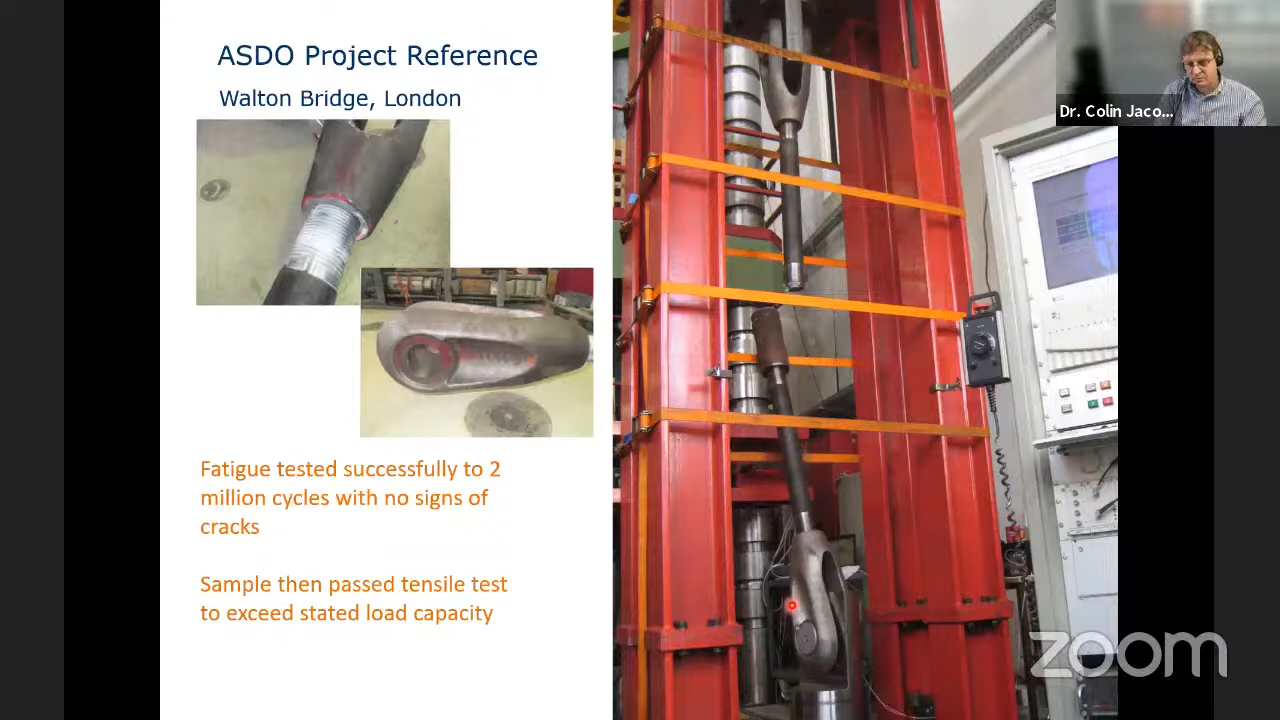 ASDO Project Reference
Walton Bridge, London
Fatigue tested successfully to 2
million cycles with no signs of
cracks
Sample then passed tensile test
to exceed stated load capacity
Dr. Colin Jaco...
zoom